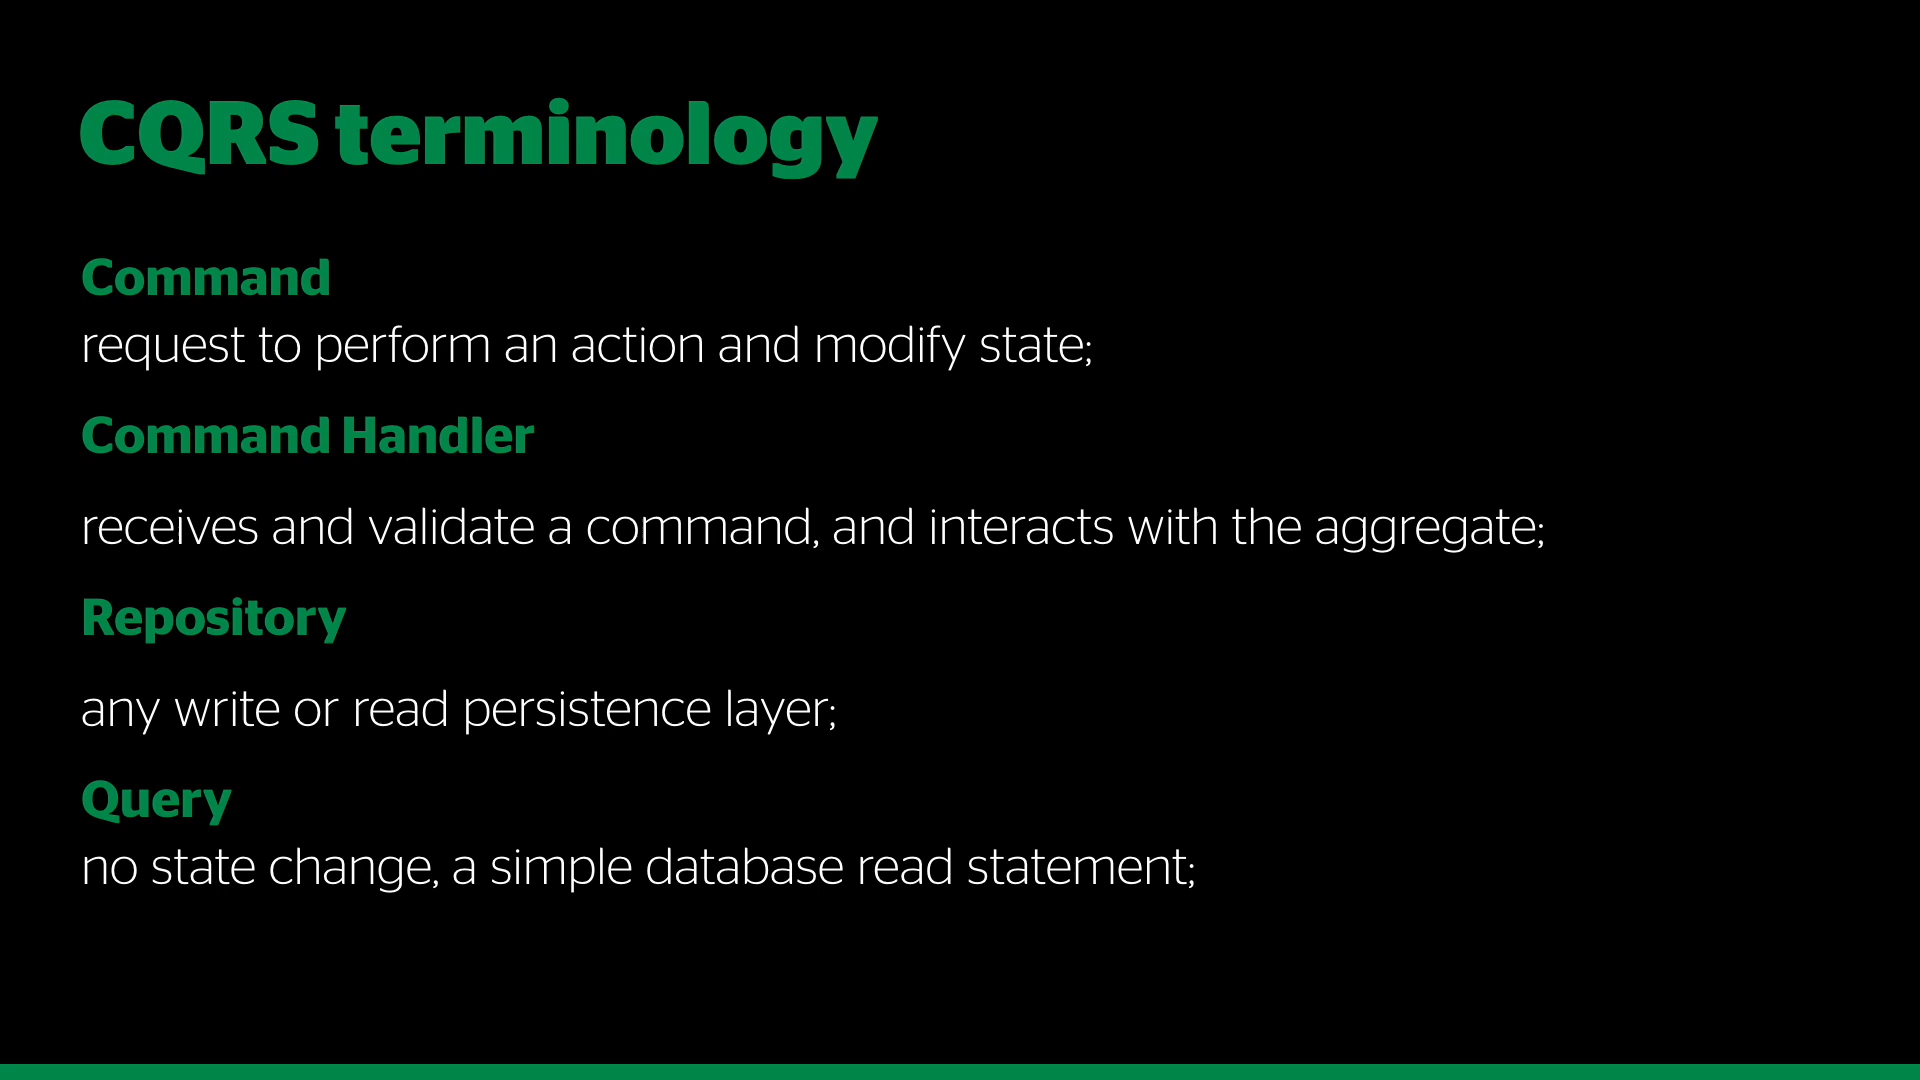 CQRS terminology
Command
request to perform an action and modify state;
Command Handler
receives and validate a command, and interacts with the aggregate;
Repository
any write or read persistence layer;
Query
no state change, a simple database read statement;